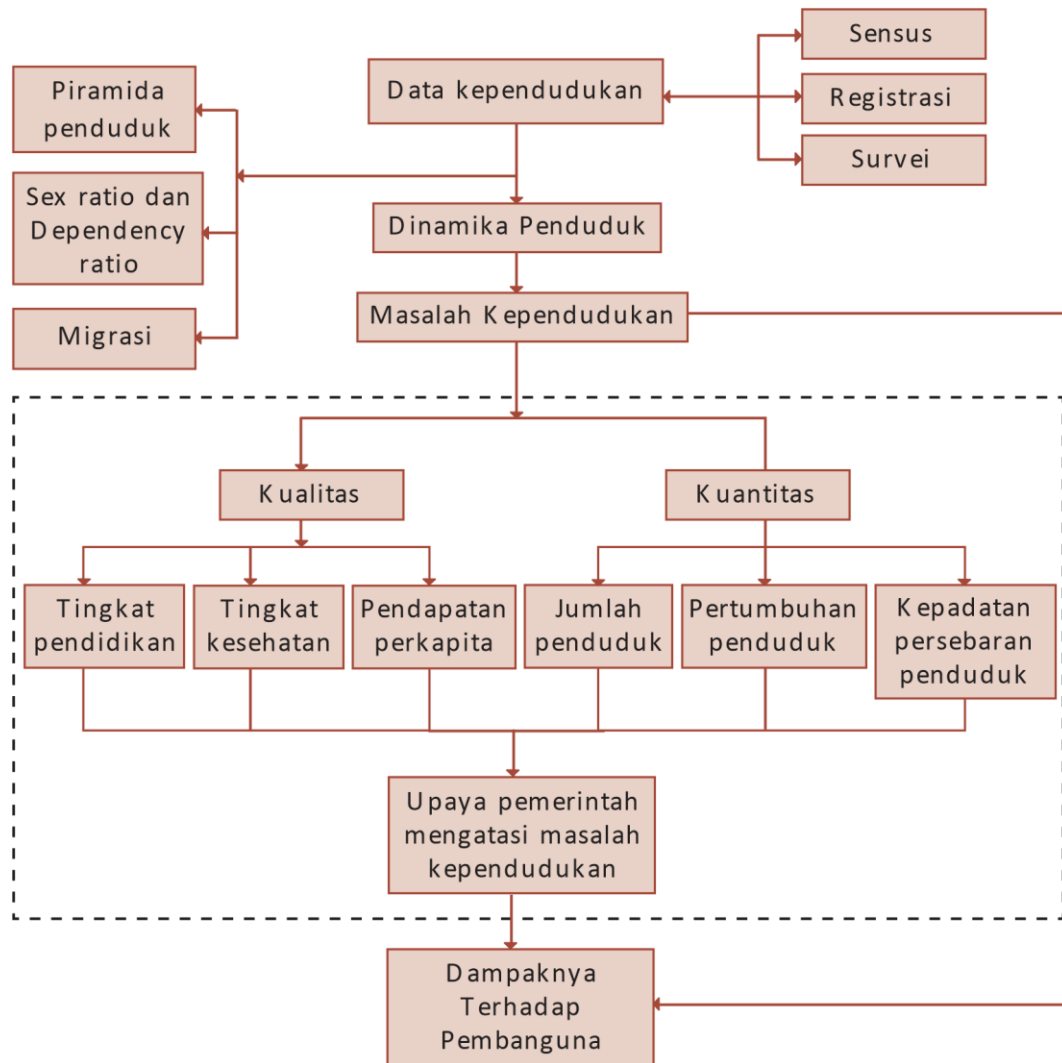 Sensus
Piramida
penduduk
Data kependudukan
Registrasi
Survei
Sex ratio dan
Dependency
ratio
Dinamika Penduduk
Migrasi
Masalah Kependudukan
Kualitas
Kuantitas
Tingkat
pendidikan
Tingkat
kesehatan
Pendapatan
perkapita
Jumlah
penduduk
Pertumbuhan
penduduk
Kepadatan
persebaran
penduduk
Upaya pemerintah
mengatasi masalah
kependudukan
Dampaknya
Terhadap
Pembanguna